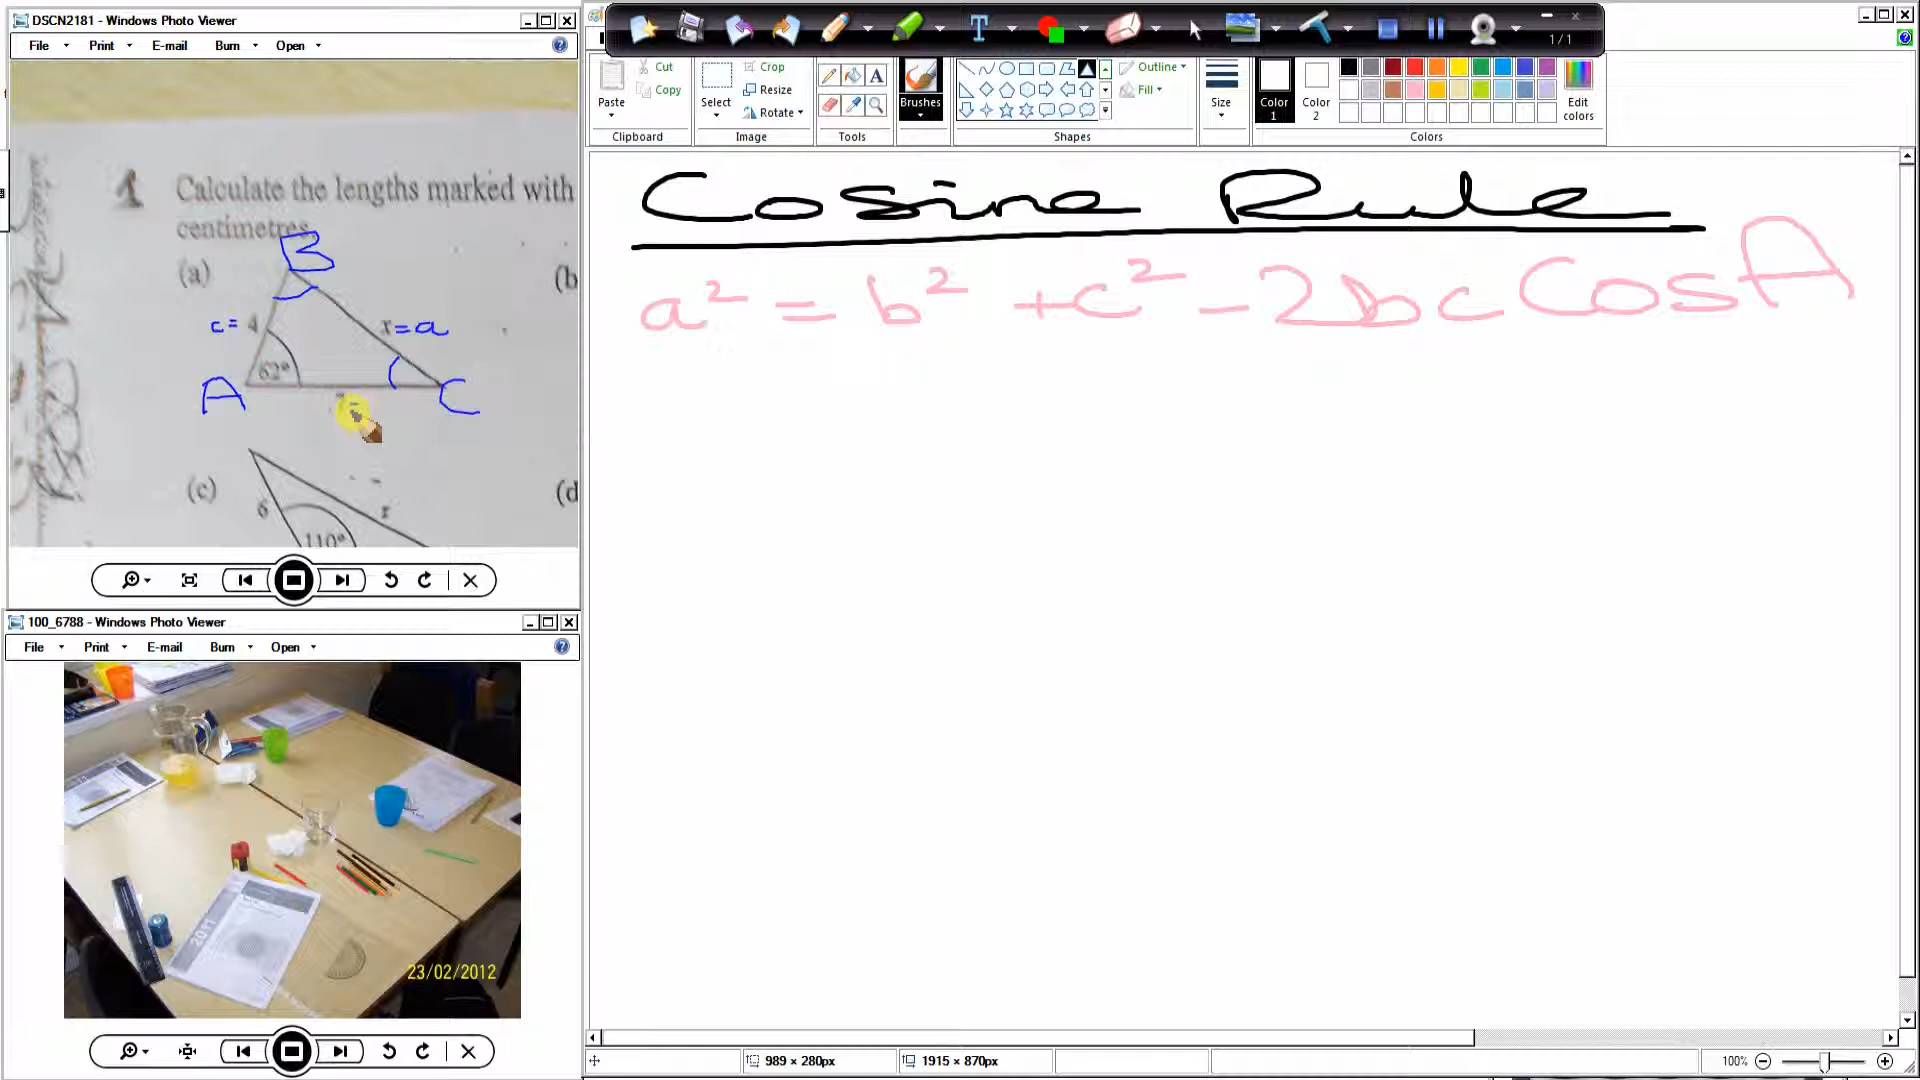 DSCN2181 - Windows Photo Viewer
File Print E-mail Burn Open
1 Calculate the lengths marked with
centimetres.
(a)
(b
B
c = 4
x = a
62°
A
C
(c)
(d
6
x
110°
100_6788 - Windows Photo Viewer
File Print E-mail Burn Open
2011
23/02/2012
T
1/1
Paste
Cut
Copy
Clipboard
Select
Crop
Resize
Rotate
Image
A
Tools
Brushes
Outline
Fill
Shapes
Size
Color 1
Color 2
Edit colors
Colors
Cosine Rule
a² = b² + c² - 2bc Cos A
989 × 280px
1915 × 870px
100%